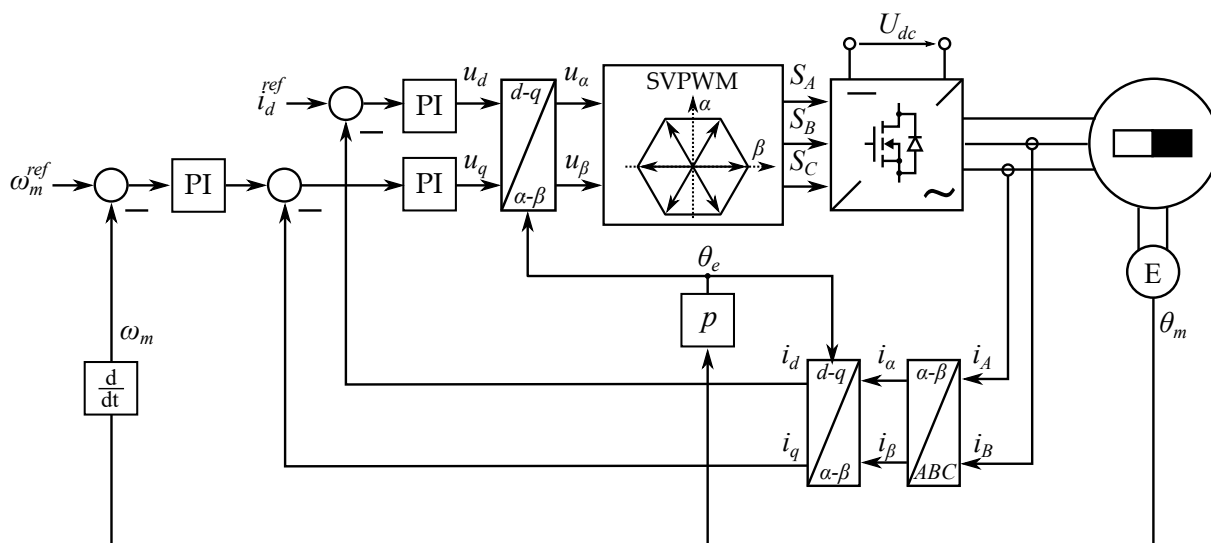 U_dc
i_d^ref
u_d
d-q
u_α
SVPWM
S_A
PI
α
S_B
ω_m^ref
PI
PI
u_q
α-β
u_β
β
S_C
~
θ_e
E
p
θ_m
ω_m
d/dt
i_d
d-q
i_α
α-β
i_A
i_q
α-β
i_β
ABC
i_B